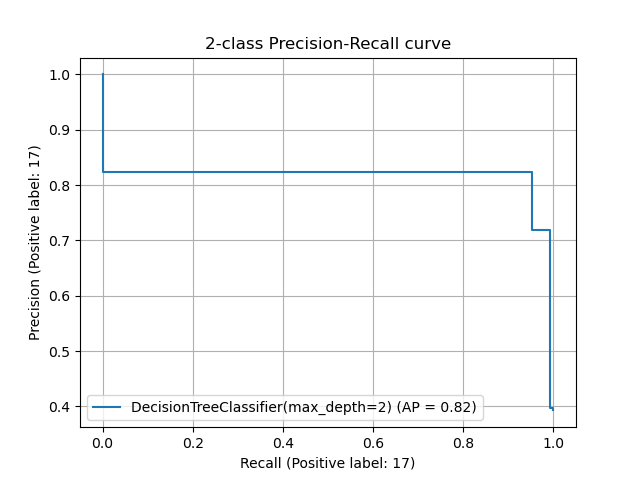 2-class Precision-Recall curve
1.0
0.9
0.8
0.7
0.6
0.5
0.4
Precision (Positive label: 17)
DecisionTreeClassifier(max_depth=2) (AP = 0.82)
0.0 0.2 0.4 0.6 0.8 1.0
Recall (Positive label: 17)